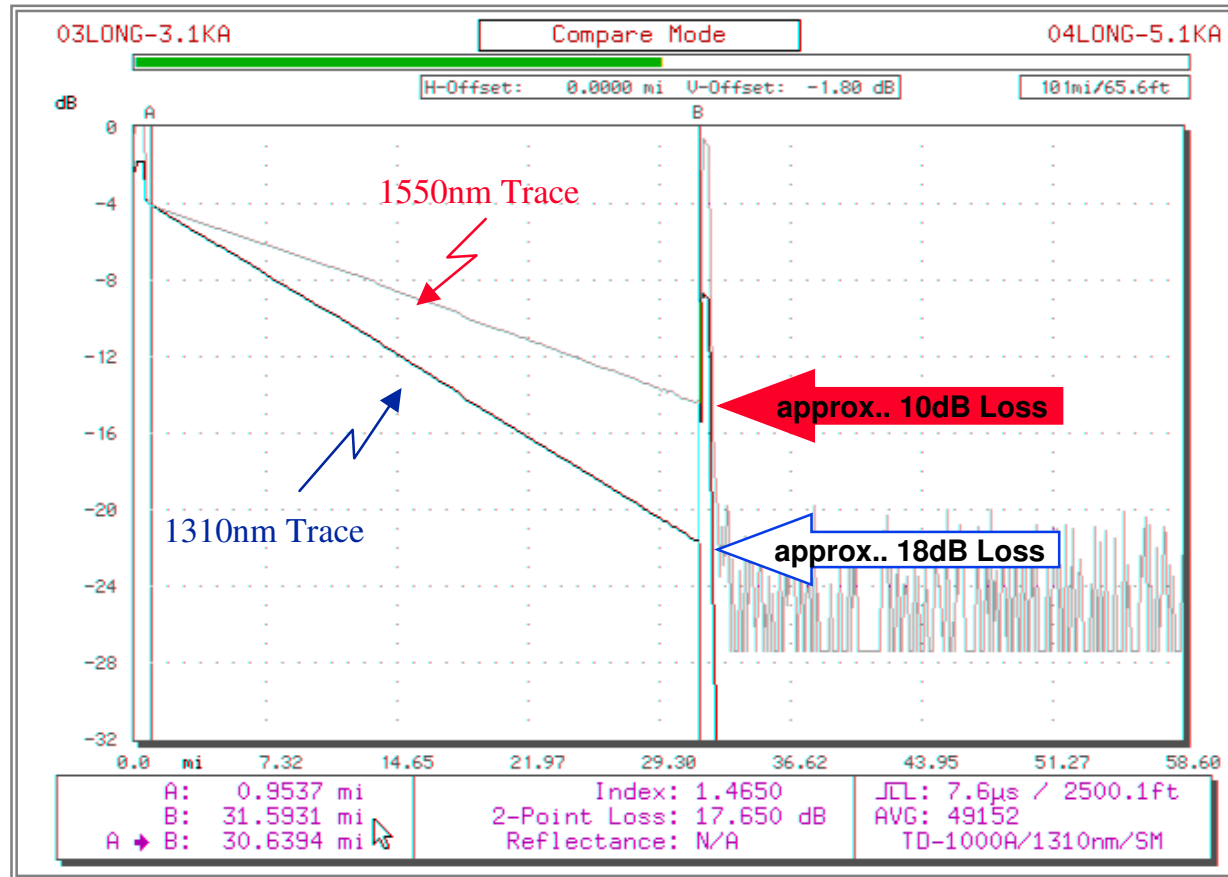 03LONG-3.1KA Compare Mode 04LONG-5.1KA
H-Offset: 0.0000 mi V-Offset: -1.80 dB 101mi/65.6ft
dB
A B
0
-4
-8
-12
-16
-20
-24
-28
-32
1550nm Trace
approx.. 10dB Loss
1310nm Trace
approx.. 18dB Loss
0.0 mi 7.32 14.65 21.97 29.30 36.62 43.95 51.27 58.60
A: 0.9537 mi
B: 31.5931 mi
A → B: 30.6394 mi
Index: 1.4650
2-Point Loss: 17.650 dB
Reflectance: N/A
: 7.6µs / 2500.1ft
AVG: 49152
TD-1000A/1310nm/SM